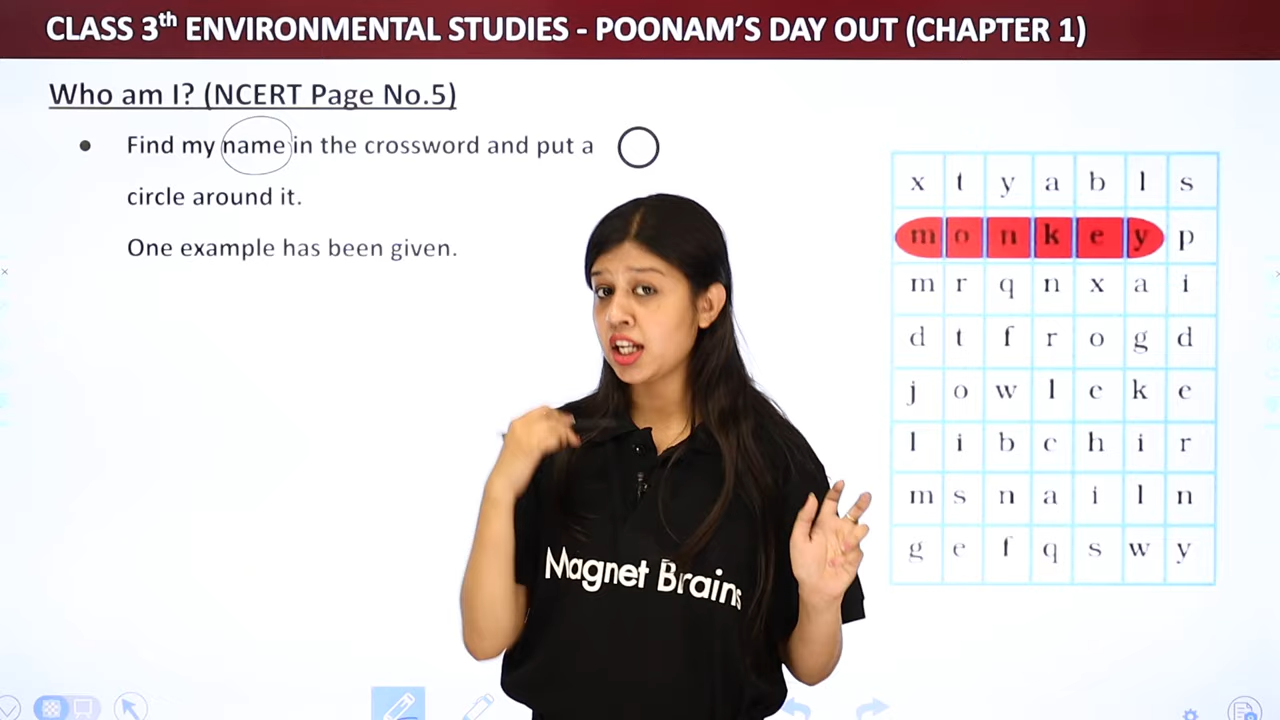 CLASS 3th ENVIRONMENTAL STUDIES - POONAM'S DAY OUT (CHAPTER 1)
Who am I? (NCERT Page No.5)
● Find my name in the crossword and put a
circle around it.
One example has been given.
x t y a b l s
m o n k e y p
m r q n x a i
d t f r o g d
j o w l c k e
l i b c h i r
m s n a i l n
g e f q s w y
Magnet Brains